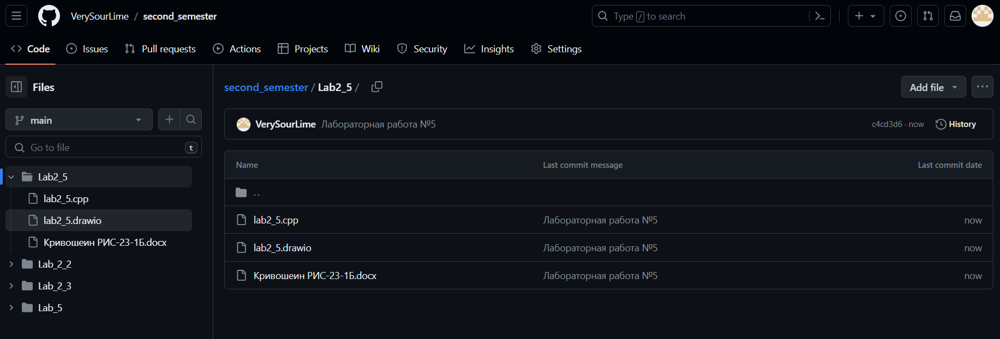 VerySourLime / second_semester
Type / to search
Code Issues Pull requests Actions Projects Wiki Security Insights Settings
Files
main
Go to file t
Lab2_5
lab2_5.cpp
lab2_5.drawio
Кривошеин РИС-23-1Б.docx
Lab_2_2
Lab_2_3
Lab_5
second_semester / Lab2_5 /
Add file
VerySourLime Лабораторная работа №5
c4cd3d6 · now History
Name Last commit message Last commit date
..
lab2_5.cpp Лабораторная работа №5 now
lab2_5.drawio Лабораторная работа №5 now
Кривошеин РИС-23-1Б.docx Лабораторная работа №5 now